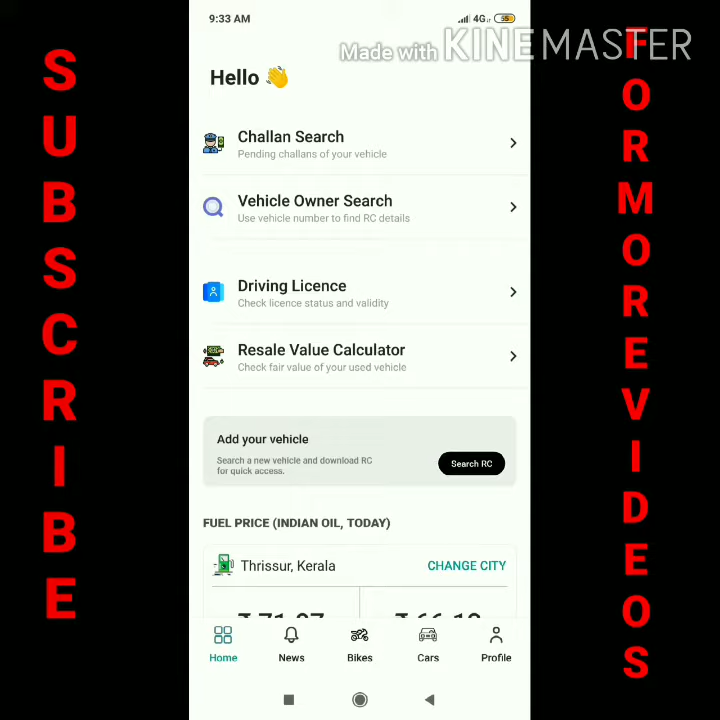 SUBSCRIBE
FOR MORE VIDEOS
9:33 AM
4G
55
Made with KINEMASTER
Hello 👋
Challan Search
Pending challans of your vehicle
Vehicle Owner Search
Use vehicle number to find RC details
Driving Licence
Check licence status and validity
Resale Value Calculator
Check fair value of your used vehicle
Add your vehicle
Search a new vehicle and download RC
for quick access.
Search RC
FUEL PRICE (INDIAN OIL, TODAY)
Thrissur, Kerala
CHANGE CITY
Home
News
Bikes
Cars
Profile